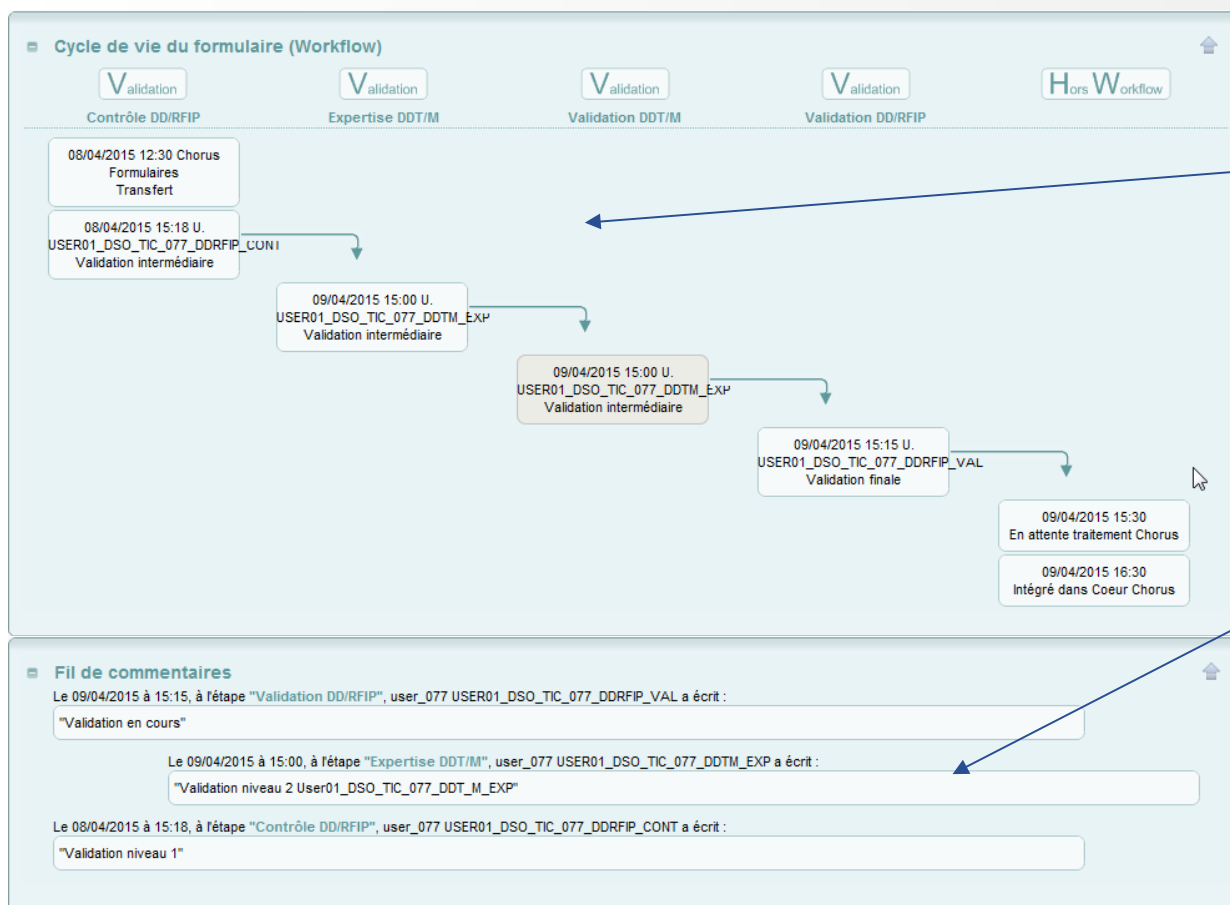 Cycle de vie du formulaire (Workflow)
Validation Validation Validation Validation Hors Workflow
Contrôle DD/RFIP Expertise DDT/M Validation DDT/M Validation DD/RFIP
08/04/2015 12:30 Chorus
Formulaires
Transfert
08/04/2015 15:18 U.
USER01_DSO_TIC_077_DDRFIP_CONT
Validation intermédiaire
09/04/2015 15:00 U.
USER01_DSO_TIC_077_DDTM_EXP
Validation intermédiaire
09/04/2015 15:00 U.
USER01_DSO_TIC_077_DDTM_EXP
Validation intermédiaire
09/04/2015 15:15 U.
USER01_DSO_TIC_077_DDRFIP_VAL
Validation finale
09/04/2015 15:30
En attente traitement Chorus
09/04/2015 16:30
Intégré dans Coeur Chorus
Fil de commentaires
Le 09/04/2015 à 15:15, à l'étape "Validation DD/RFIP", user_077 USER01_DSO_TIC_077_DDRFIP_VAL a écrit :
"Validation en cours"
Le 09/04/2015 à 15:00, à l'étape "Expertise DDT/M", user_077 USER01_DSO_TIC_077_DDTM_EXP a écrit :
"Validation niveau 2 User01_DSO_TIC_077_DDT_M_EXP"
Le 08/04/2015 à 15:18, à l'étape "Contrôle DD/RFIP", user_077 USER01_DSO_TIC_077_DDRFIP_CONT a écrit :
"Validation niveau 1"